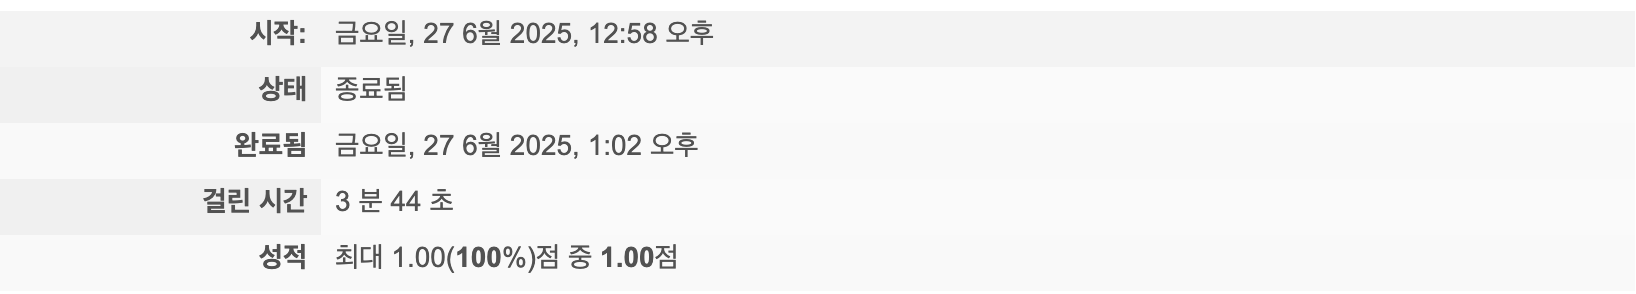 시작: 금요일, 27 6월 2025, 12:58 오후
상태 종료됨
완료됨 금요일, 27 6월 2025, 1:02 오후
걸린 시간 3 분 44 초
성적 최대 1.00(100%)점 중 1.00점